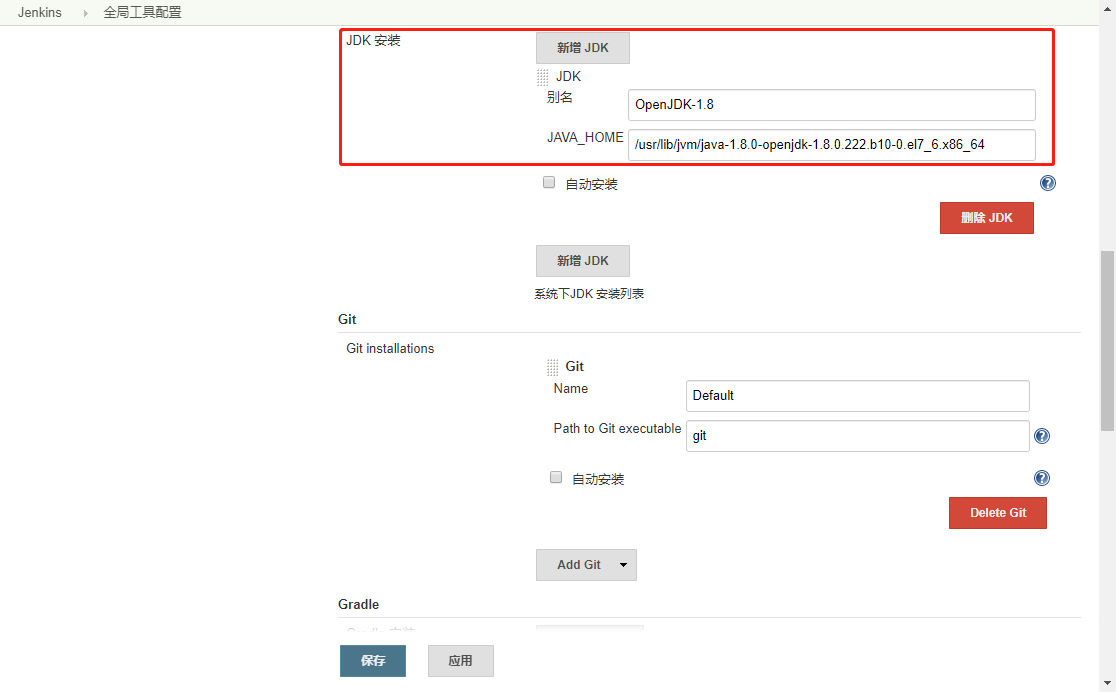 Jenkins 全局工具配置
JDK 安装
新增 JDK
JDK
别名
OpenJDK-1.8
JAVA_HOME
/usr/lib/jvm/java-1.8.0-openjdk-1.8.0.222.b10-0.el7_6.x86_64
自动安装
删除 JDK
新增 JDK
系统下JDK 安装列表
Git
Git installations
Git
Name
Default
Path to Git executable
git
自动安装
Delete Git
Add Git
Gradle
Gradle 安装
保存
应用